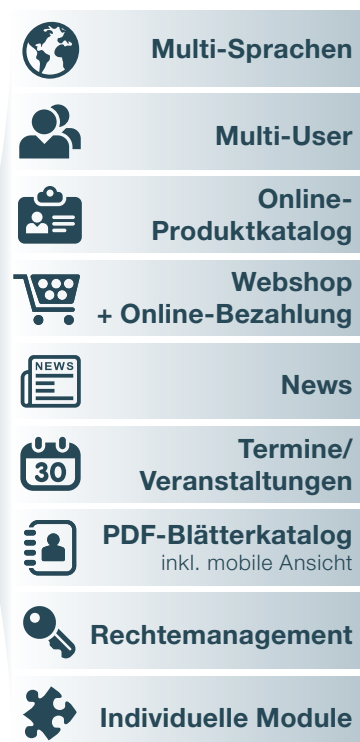 Multi-Sprachen
Multi-User
Online-
Produktkatalog
Webshop
+ Online-Bezahlung
NEWS
News
30
Termine/
Veranstaltungen
PDF-Blätterkatalog
inkl. mobile Ansicht
Rechtemanagement
Individuelle Module